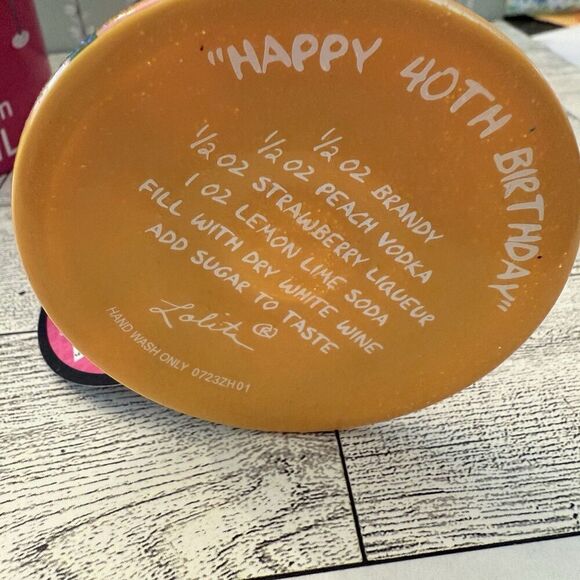 "HAPPY 40TH BIRTHDAY"
1/2 OZ BRANDY
1/2 OZ PEACH VODKA
1/2 OZ STRAWBERRY LIQUEUR
1 OZ LEMON LIME SODA
FILL WITH DRY WHITE WINE
ADD SUGAR TO TASTE
Lolita ®
HAND WASH ONLY 0723ZH01